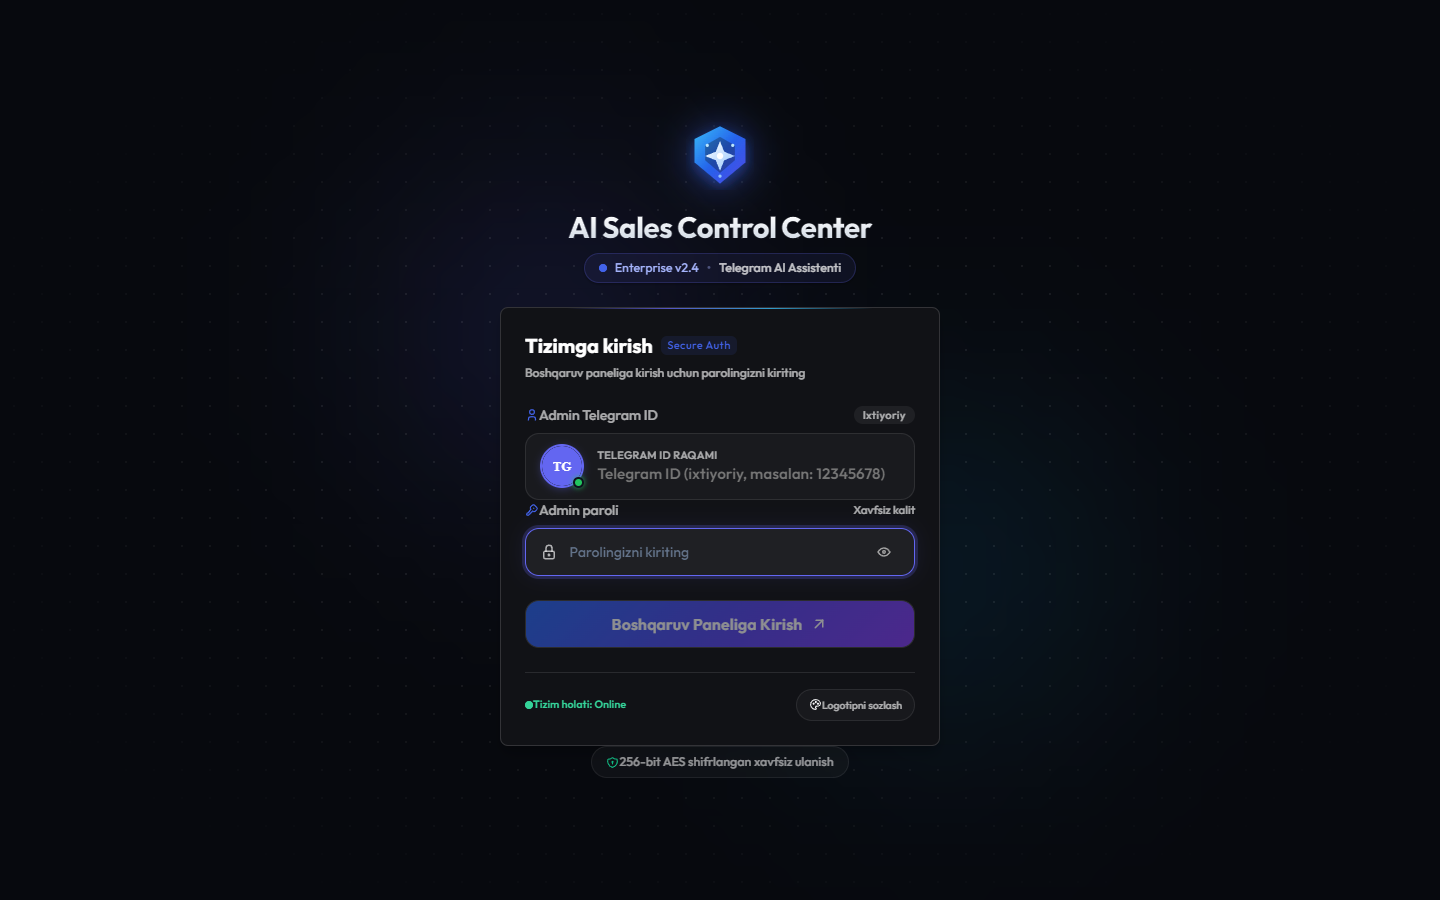 AI Sales Control Center
Enterprise v2.4 • Telegram AI Assistenti
Tizimga kirish Secure Auth
Boshqaruv paneliga kirish uchun parolingizni kiriting
Admin Telegram ID Ixtiyoriy
TG TELEGRAM ID RAQAMI
Telegram ID (ixtiyoriy, masalan: 12345678)
Admin paroli Xavfsiz kalit
Parolingizni kiriting
Boshqaruv Paneliga Kirish
Tizim holati: Online Logotipni sozlash
256-bit AES shifrlangan xavfsiz ulanish